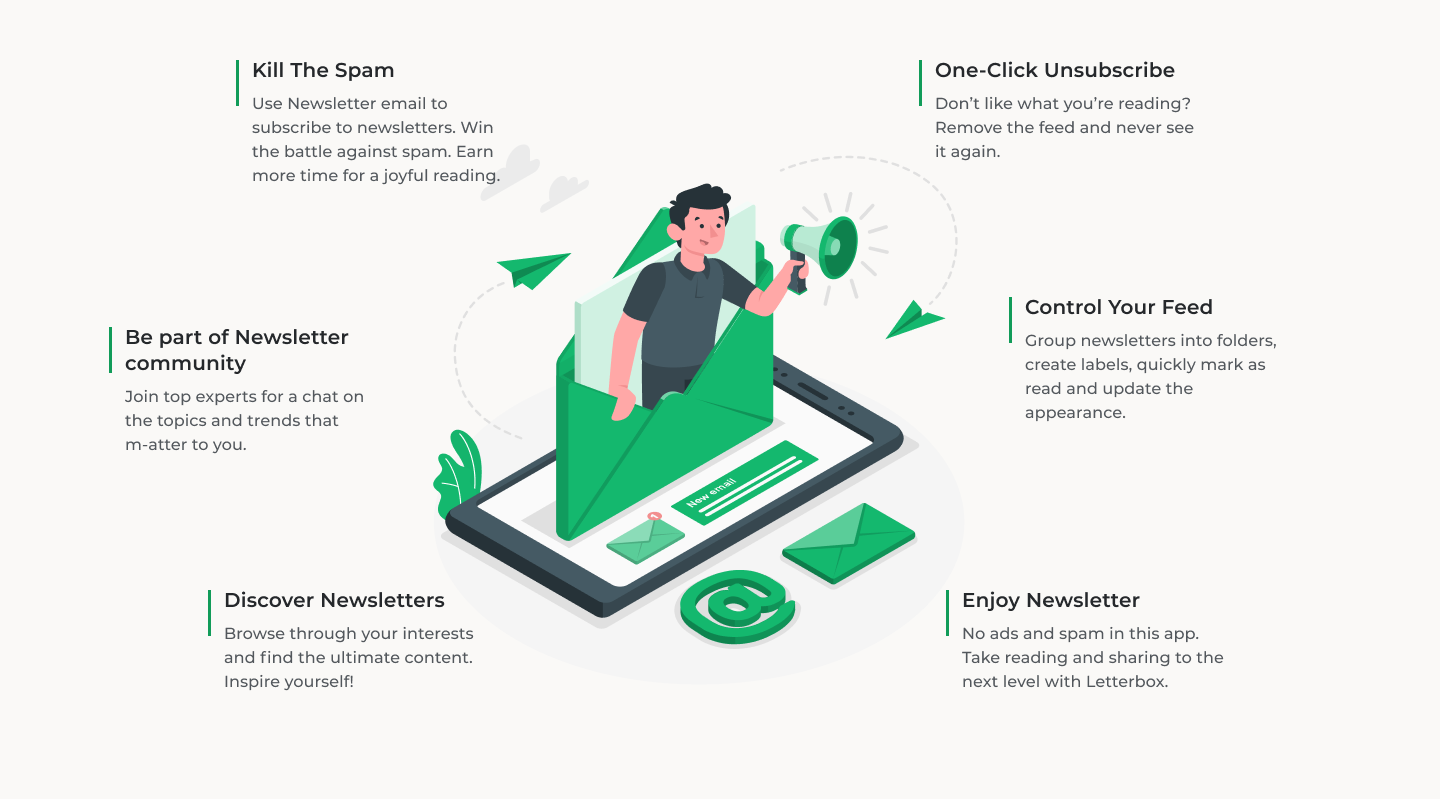 Kill The Spam
Use Newsletter email to
subscribe to newsletters. Win
the battle against spam. Earn
more time for a joyful reading.
One-Click Unsubscribe
Don’t like what you’re reading?
Remove the feed and never see
it again.
Be part of Newsletter
community
Join top experts for a chat on
the topics and trends that
m-atter to you.
Control Your Feed
Group newsletters into folders,
create labels, quickly mark as
read and update the
appearance.
New email
1
@
Discover Newsletters
Browse through your interests
and find the ultimate content.
Inspire yourself!
Enjoy Newsletter
No ads and spam in this app.
Take reading and sharing to the
next level with Letterbox.